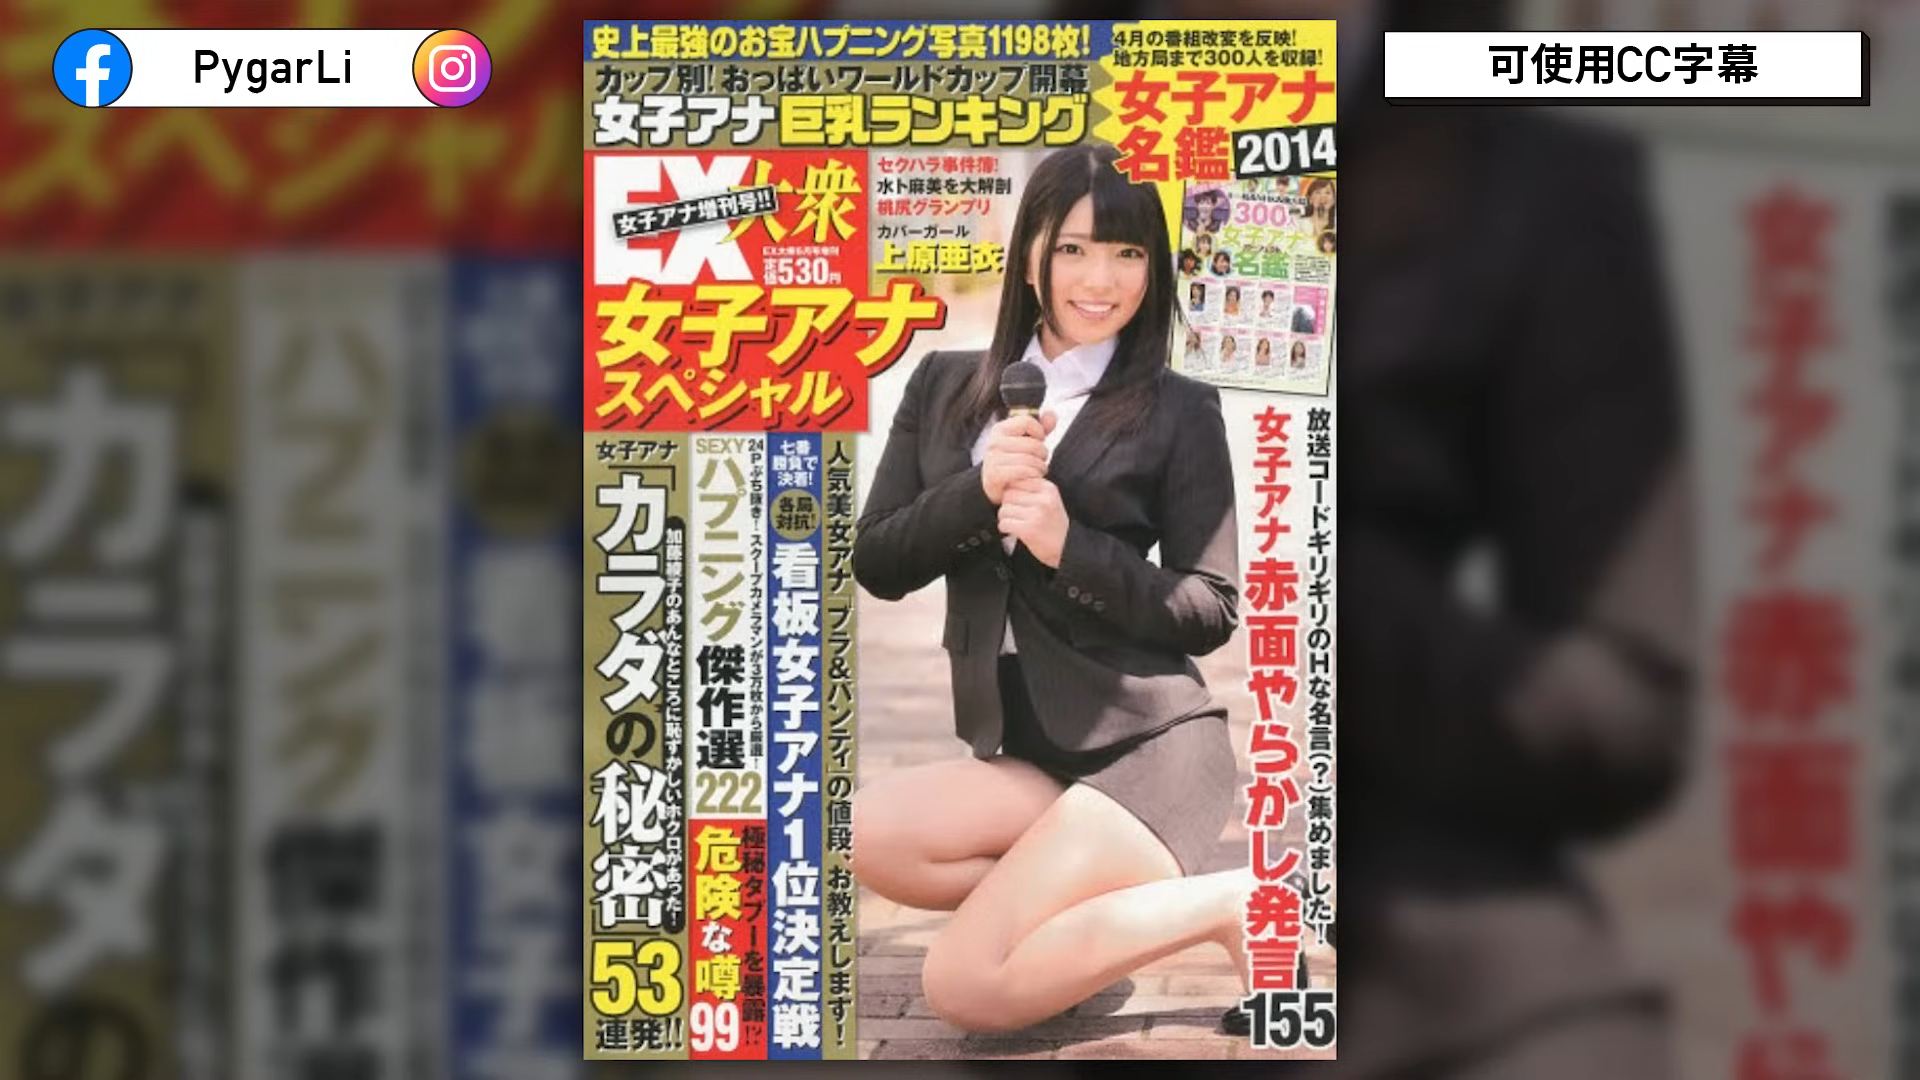 PygarLi
可使用CC字幕
史上最強のお宝ハプニング写真1198枚!
カップ別!おっぱいワールドカップ開幕
女子アナ巨乳ランキング
4月の番組改変を反映!
地方局まで300人を収録!
女子アナ
名鑑2014
EX大衆
女子アナ増刊号!!
定価530円
女子アナ
スペシャル
セクハラ事件簿!
水卜麻美を大解剖
桃尻グランプリ
カバーガール
上原亜衣
300人
女子アナ
名鑑
放送コードギリギリのHな名言(?)集めました!
女子アナ赤面やらかし発言
155
人気美女アナ「ブラ&パンティ」の値段、お教えします!
七番
勝負で
決着!
各局
対抗!
看板女子アナ1位決定戦
24Pぶち抜き!スクープカメラマンが3万枚から厳選!
SEXY
ハプニング傑作選
222
極秘タブーを暴露!?
危険な噂
99
女子アナ
「カラダの秘密」
加藤綾子のあんなところに恥ずかしいホクロがあった!
53
連発!!